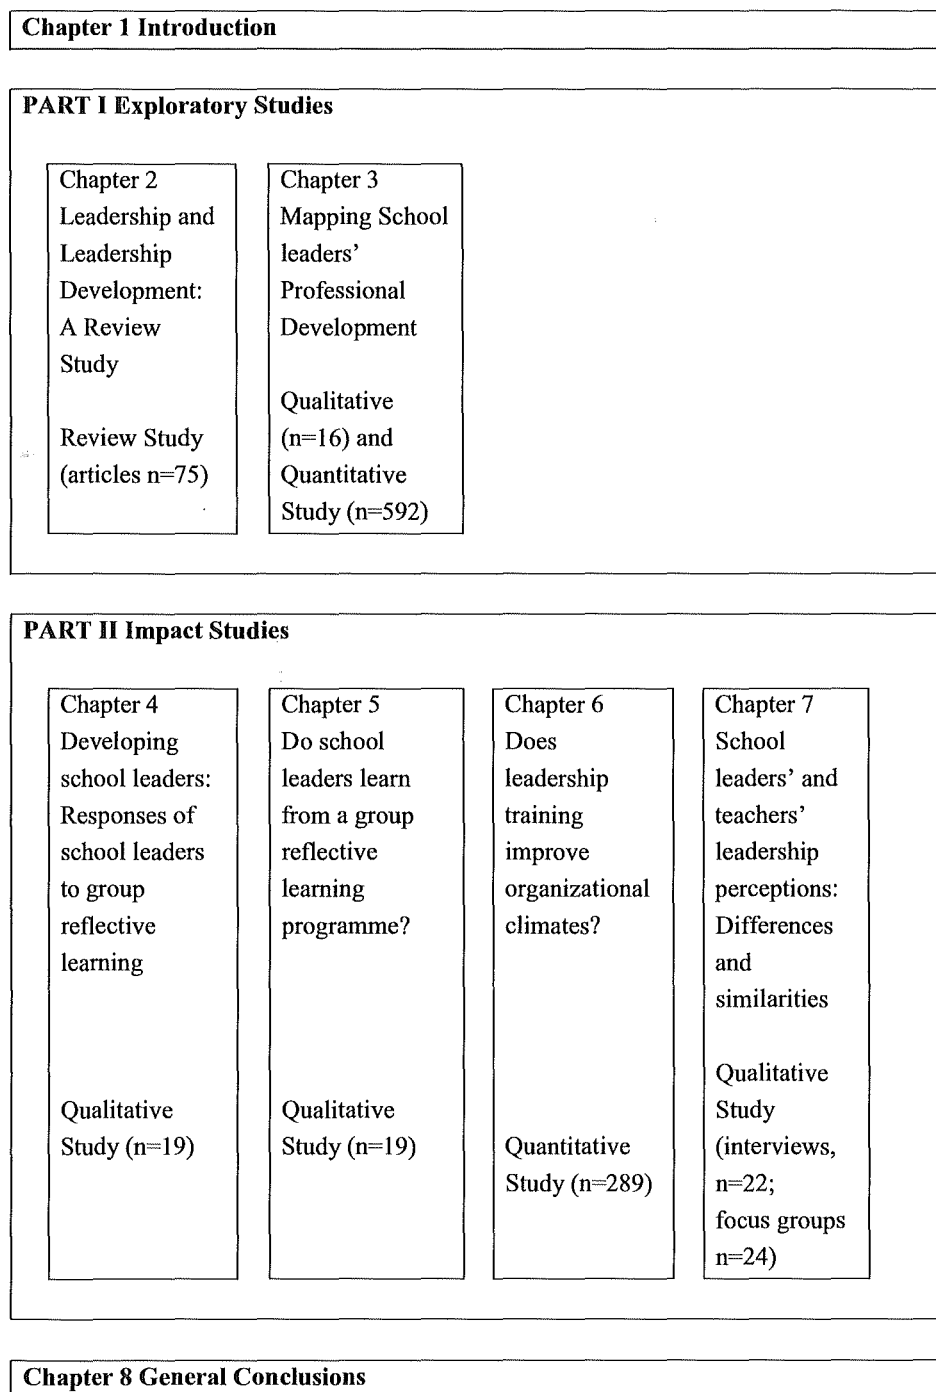 Chapter 1 Introduction
PART I Exploratory Studies
Chapter 2
Leadership and
Leadership
Development:
A Review
Study
Review Study
(articles n=75)
Chapter 3
Mapping School
leaders’
Professional
Development
Qualitative
(n=16) and
Quantitative
Study (n=592)
PART II Impact Studies
Chapter 4
Developing
school leaders:
Responses of
school leaders
to group
reflective
learning
Qualitative
Study (n=19)
Chapter 5
Do school
leaders learn
from a group
reflective
learning
programme?
Qualitative
Study (n=19)
Chapter 6
Does
leadership
training
improve
organizational
climates?
Quantitative
Study (n=289)
Chapter 7
School
leaders’ and
teachers’
leadership
perceptions:
Differences
and
similarities
Qualitative
Study
(interviews,
n=22;
focus groups
n=24)
Chapter 8 General Conclusions